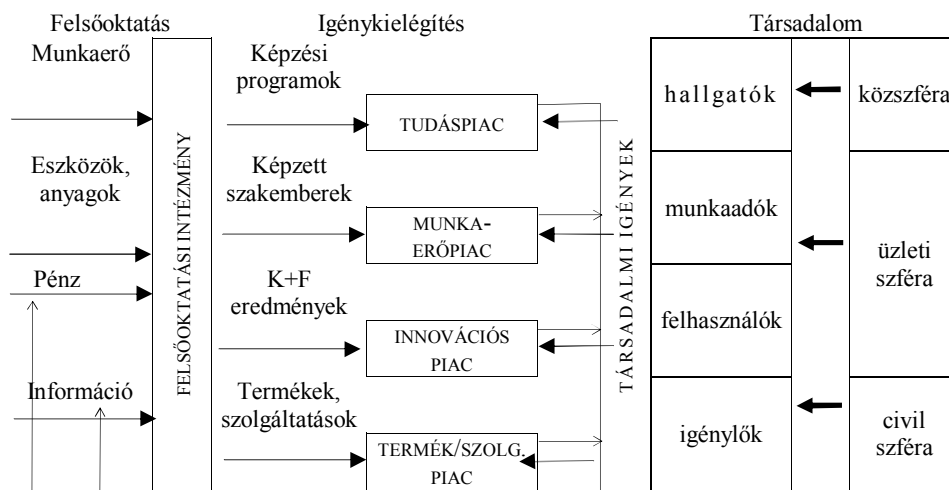 Felsőoktatás
Igénykielégítés
Társadalom
Munkaerő
Eszközök,
anyagok
Pénz
Információ
FELSŐOKTATÁSI INTÉZMÉNY
Képzési
programok
TUDÁSPIAC
Képzett
szakemberek
MUNKA-
ERŐPIAC
K+F
eredmények
INNOVÁCIÓS
PIAC
Termékek,
szolgáltatások
TERMÉK/SZOLG.
PIAC
TÁRSADALMI IGÉNYEK
hallgatók
munkaadók
felhasználók
igénylők
közszféra
üzleti
szféra
civil
szféra